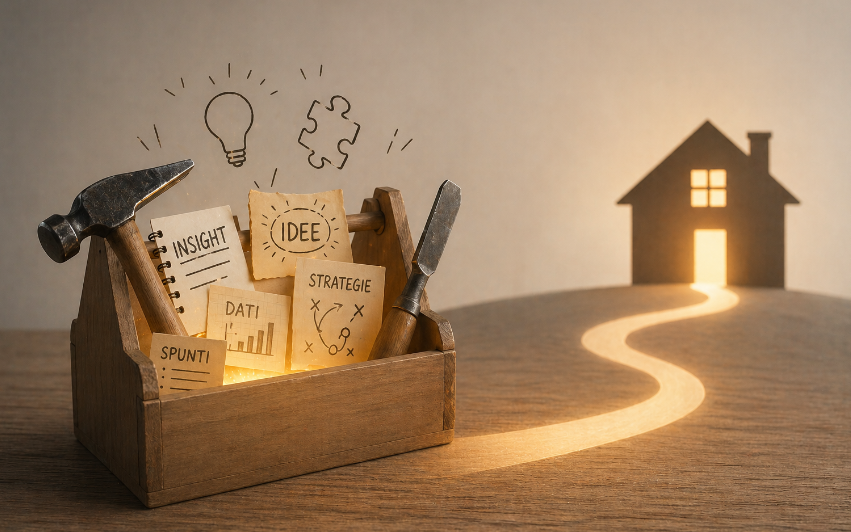 INSIGHT
IDEE
STRATEGIE
DATI
SPUNTI